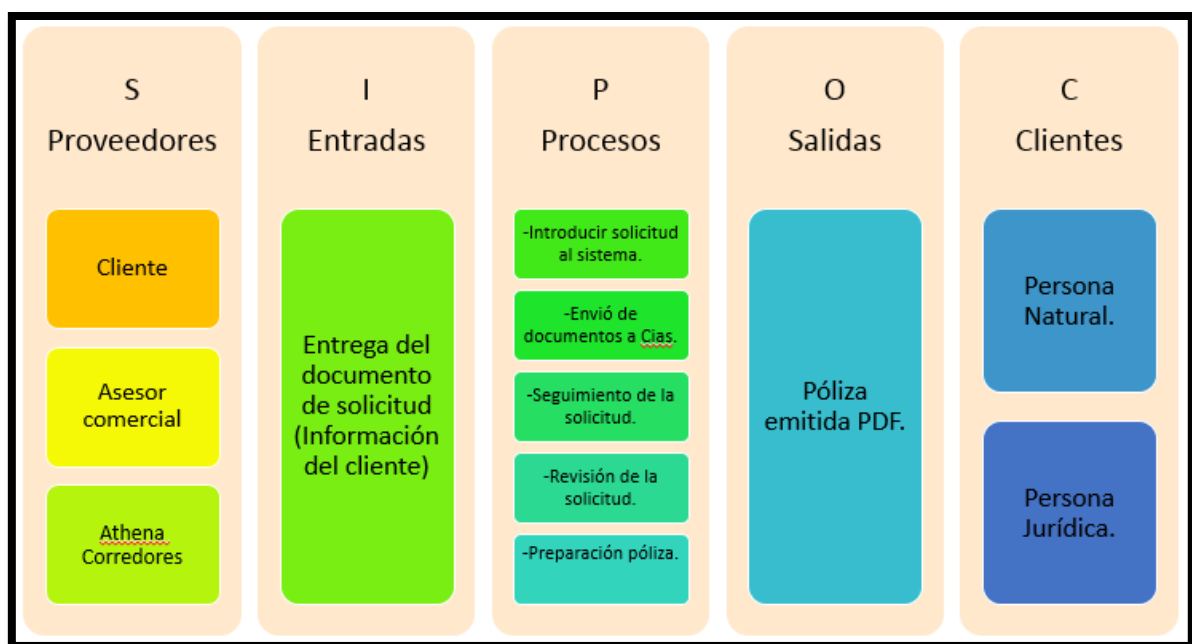 S
Proveedores
Cliente
Asesor
comercial
Athena
Corredores
I
Entradas
Entrega del
documento
de solicitud
(Información
del cliente)
P
Procesos
-Introducir solicitud
al sistema.
-Envió de
documentos a Cias.
-Seguimiento de la
solicitud.
-Revisión de la
solicitud.
-Preparación póliza.
O
Salidas
Póliza
emitida PDF.
C
Clientes
Persona
Natural.
Persona
Jurídica.